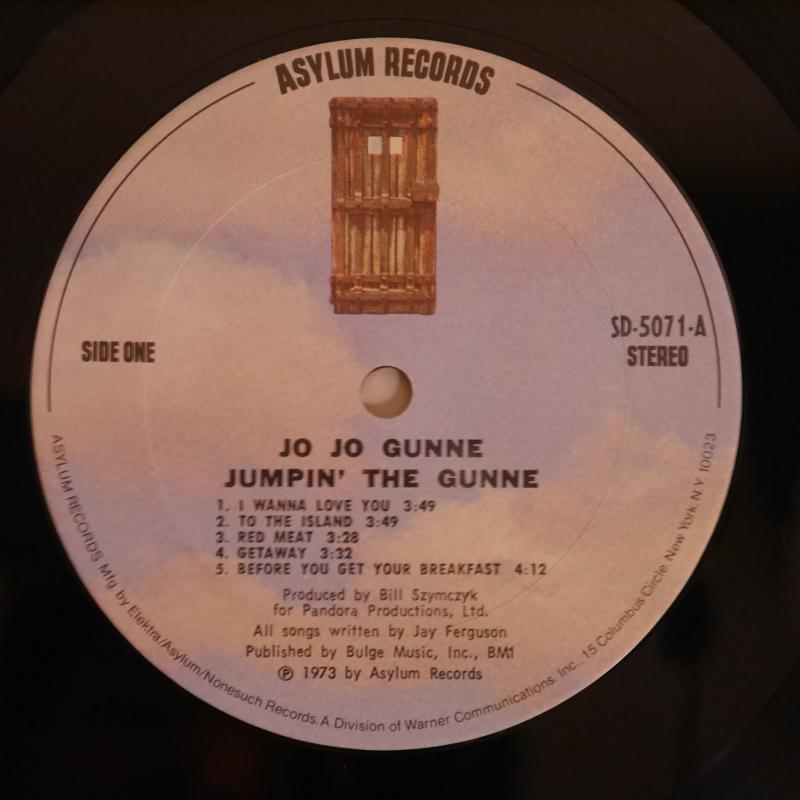 ASYLUM RECORDS
SIDE ONE
SD-5071-A
STEREO
JO JO GUNNE
JUMPIN' THE GUNNE
1. I WANNA LOVE YOU 3:49
2. TO THE ISLAND 3:49
3. RED MEAT 3:28
4. GETAWAY 3:32
5. BEFORE YOU GET YOUR BREAKFAST 4:12
Produced by Bill Szymczyk
for Pandora Productions, Ltd.
All songs written by Jay Ferguson
Published by Bulge Music, Inc., BMI
℗ 1973 by Asylum Records
ASYLUM RECORDS Mfg. by Elektra/Asylum/Nonesuch Records. A Division of Warner Communications, Inc., 15 Columbus Circle, New York N.Y. 10023